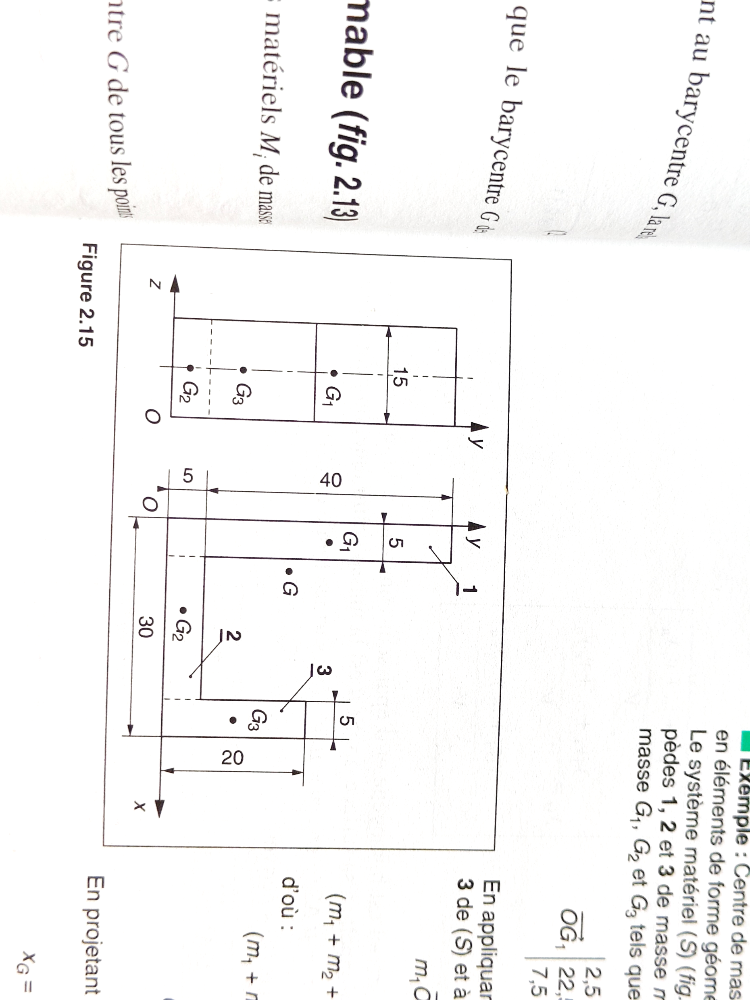 nt au barycentre G, la
que le barycentre G de
mable (fig. 2.13)
matériels Mi de masse
ntre G de tous les points
z
15
G2
G3
G1
O
y
5
40
O
y
5
G1
1
G
G2
2
3
30
G3
5
20
x
Figure 2.15
Exemple : Centre de mas
en éléments de forme géom
Le système matériel (S) (fig.
pèdes 1, 2 et 3 de masse
masse G1, G2 et G3 tels que
OG1
2,5
22,
7,5
En appliquan
3 de (S) et à
m1O
(m1 + m2 +
d'où :
(m1 +
En projetant
xG =